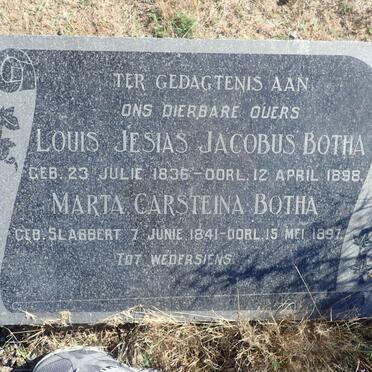 TER GEDAGTENIS AAN
ONS DIERBARE OUERS
LOUIS JESIAS JACOBUS BOTHA
GEB. 23 JULIE 1836 - OORL. 12 APRIL 1898.
MARTA CARSTEINA BOTHA
GEB. SLABBERT 7 JUNIE 1841 - OORL. 15 MEI 1897.
TOT WEDERSIENS